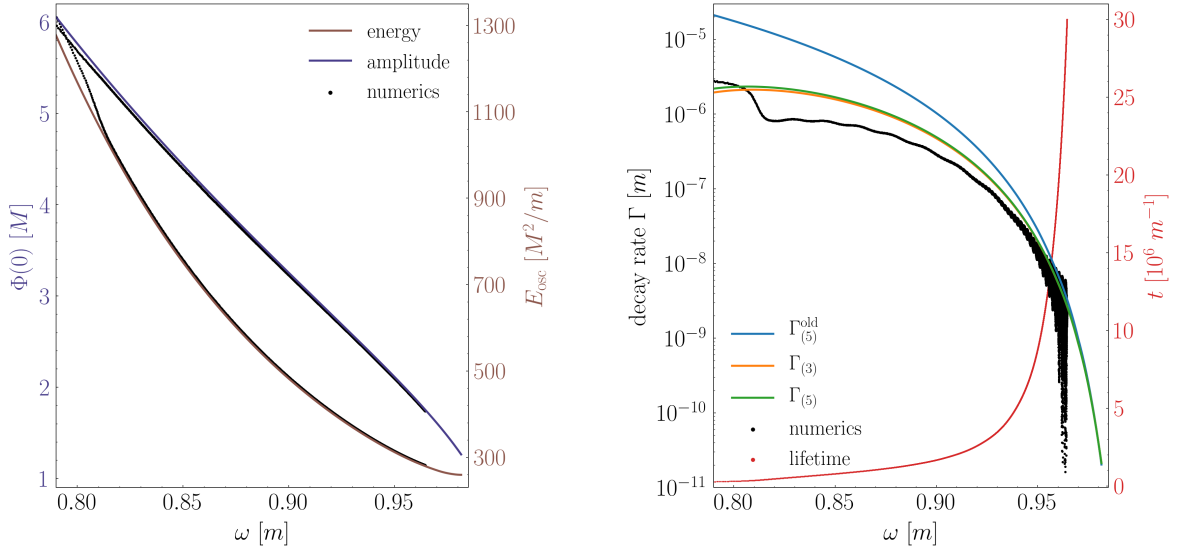 energy
amplitude
numerics
6
5
4
3
2
1
Φ(0) [M]
1300
1100
900
700
500
300
E_osc [M²/m]
0.80 0.85 0.90 0.95
ω [m]
10⁻⁵
10⁻⁶
10⁻⁷
10⁻⁸
10⁻⁹
10⁻¹⁰
10⁻¹¹
decay rate Γ [m]
Γ^old_(5)
Γ_(3)
Γ_(5)
numerics
lifetime
30
25
20
15
10
5
0
t [10⁶ m⁻¹]
0.80 0.85 0.90 0.95
ω [m]